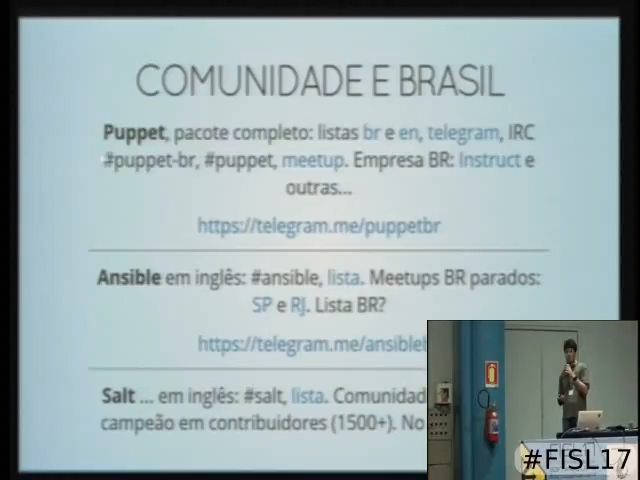 COMUNIDADE E BRASIL
Puppet, pacote completo: listas br e en, telegram, IRC
#puppet-br, #puppet, meetup. Empresa BR: Instruct e
outras...
https://telegram.me/puppetbr
Ansible em inglês: #ansible, lista. Meetups BR parados:
SP e RJ. Lista BR?
https://telegram.me/ansible
Salt ... em inglês: #salt, lista.
campeão em contribuidores (1500+). No
#FISL17